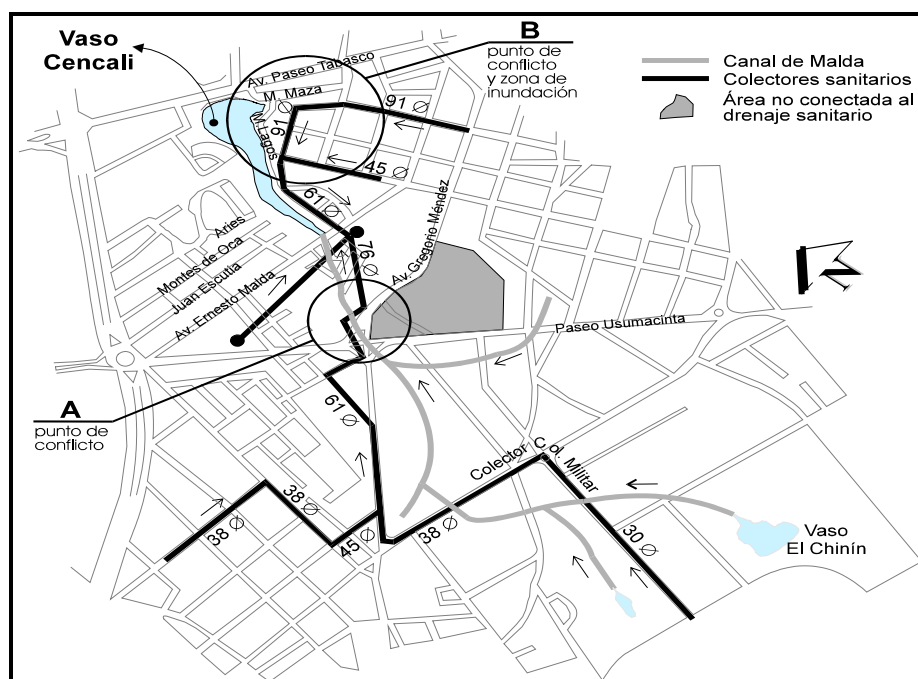 Vaso
Cencali
B
punto de
conflicto
y zona de
inundación
Canal de Malda
Colectores sanitarios
Área no conectada al
drenaje sanitario
Av. Paseo Tabasco
M. Maza
91 Ø
91 Ø
M. Lagos
45 Ø
61 Ø
76 Ø
Av. Gregorio Méndez
Aries
Montes de Oca
Juan Escutia
Av. Ernesto Malda
Paseo Usumacinta
N
A
punto de
conflicto
61 Ø
Colector Col. Militar
38 Ø
38 Ø
45 Ø
38 Ø
30 Ø
Vaso
El Chinín